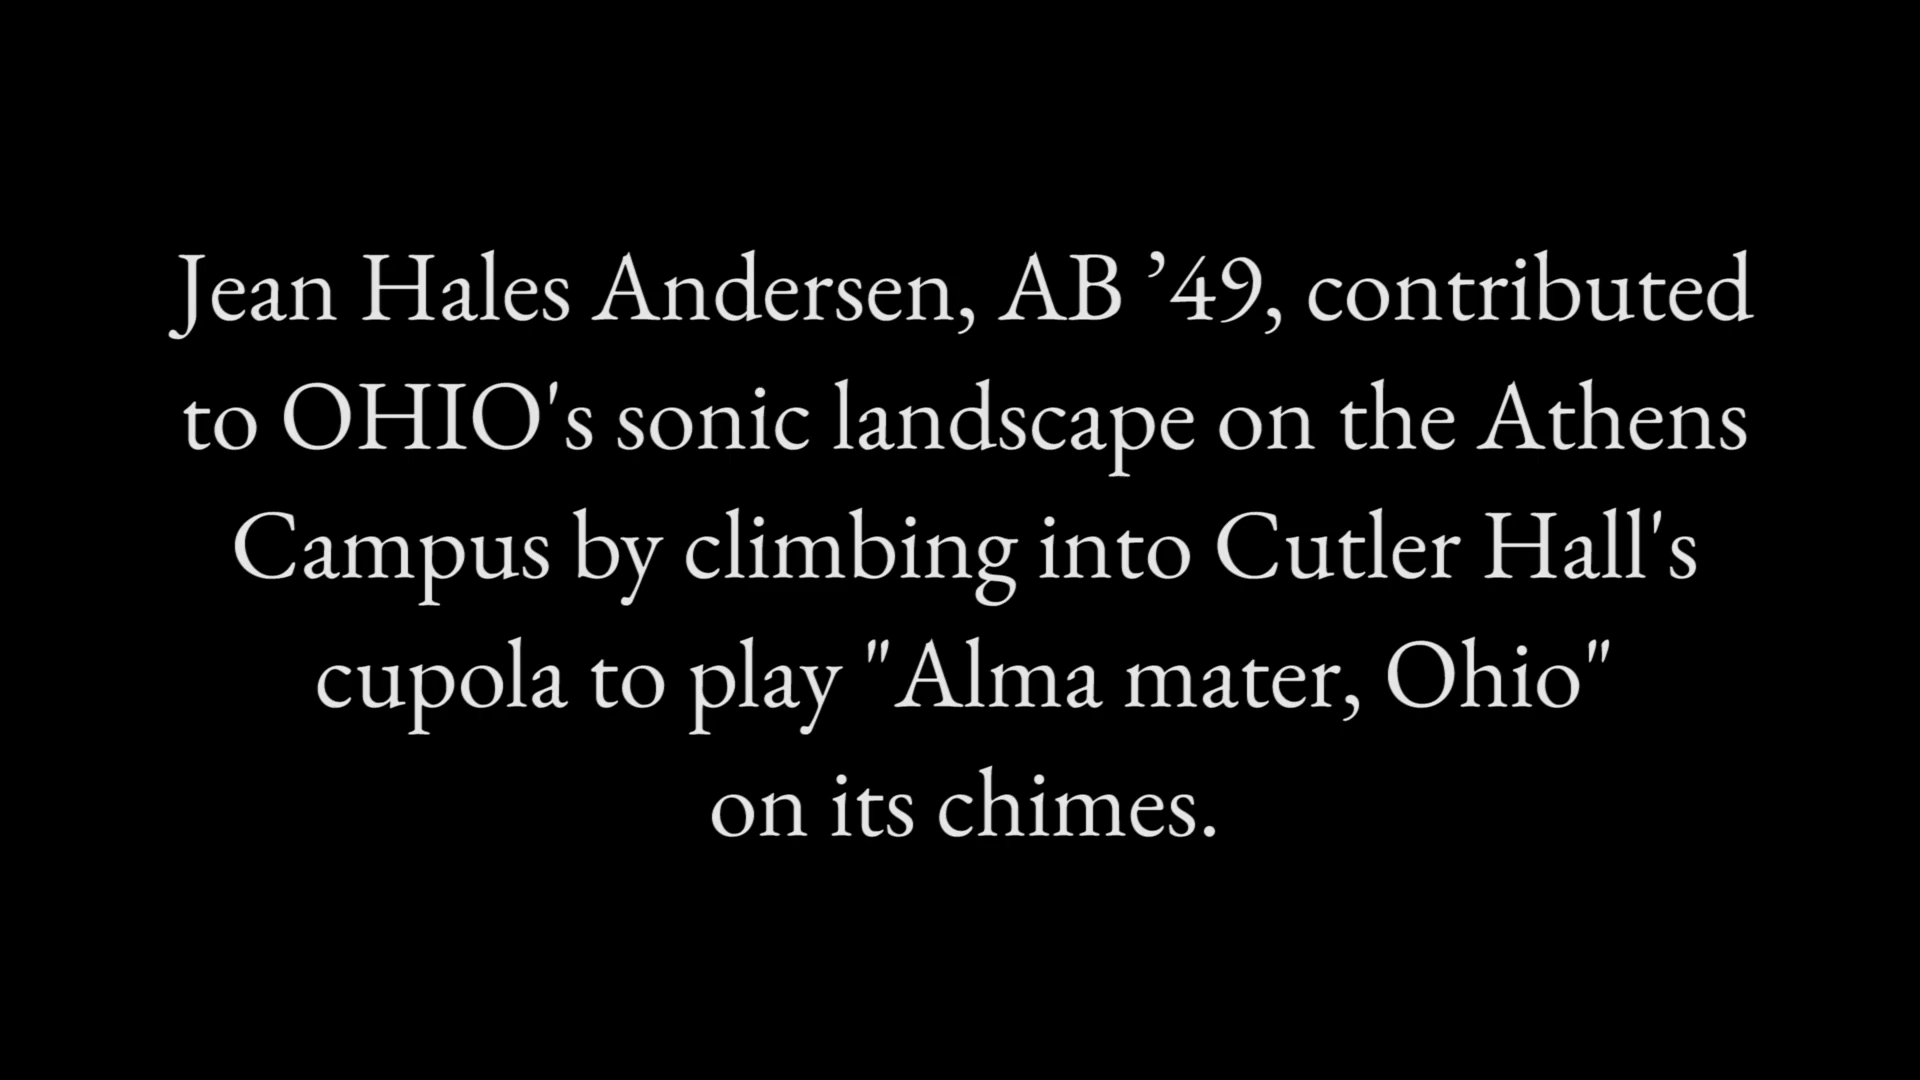 Jean Hales Andersen, AB ’49, contributed
to OHIO's sonic landscape on the Athens
Campus by climbing into Cutler Hall's
cupola to play "Alma mater, Ohio"
on its chimes.